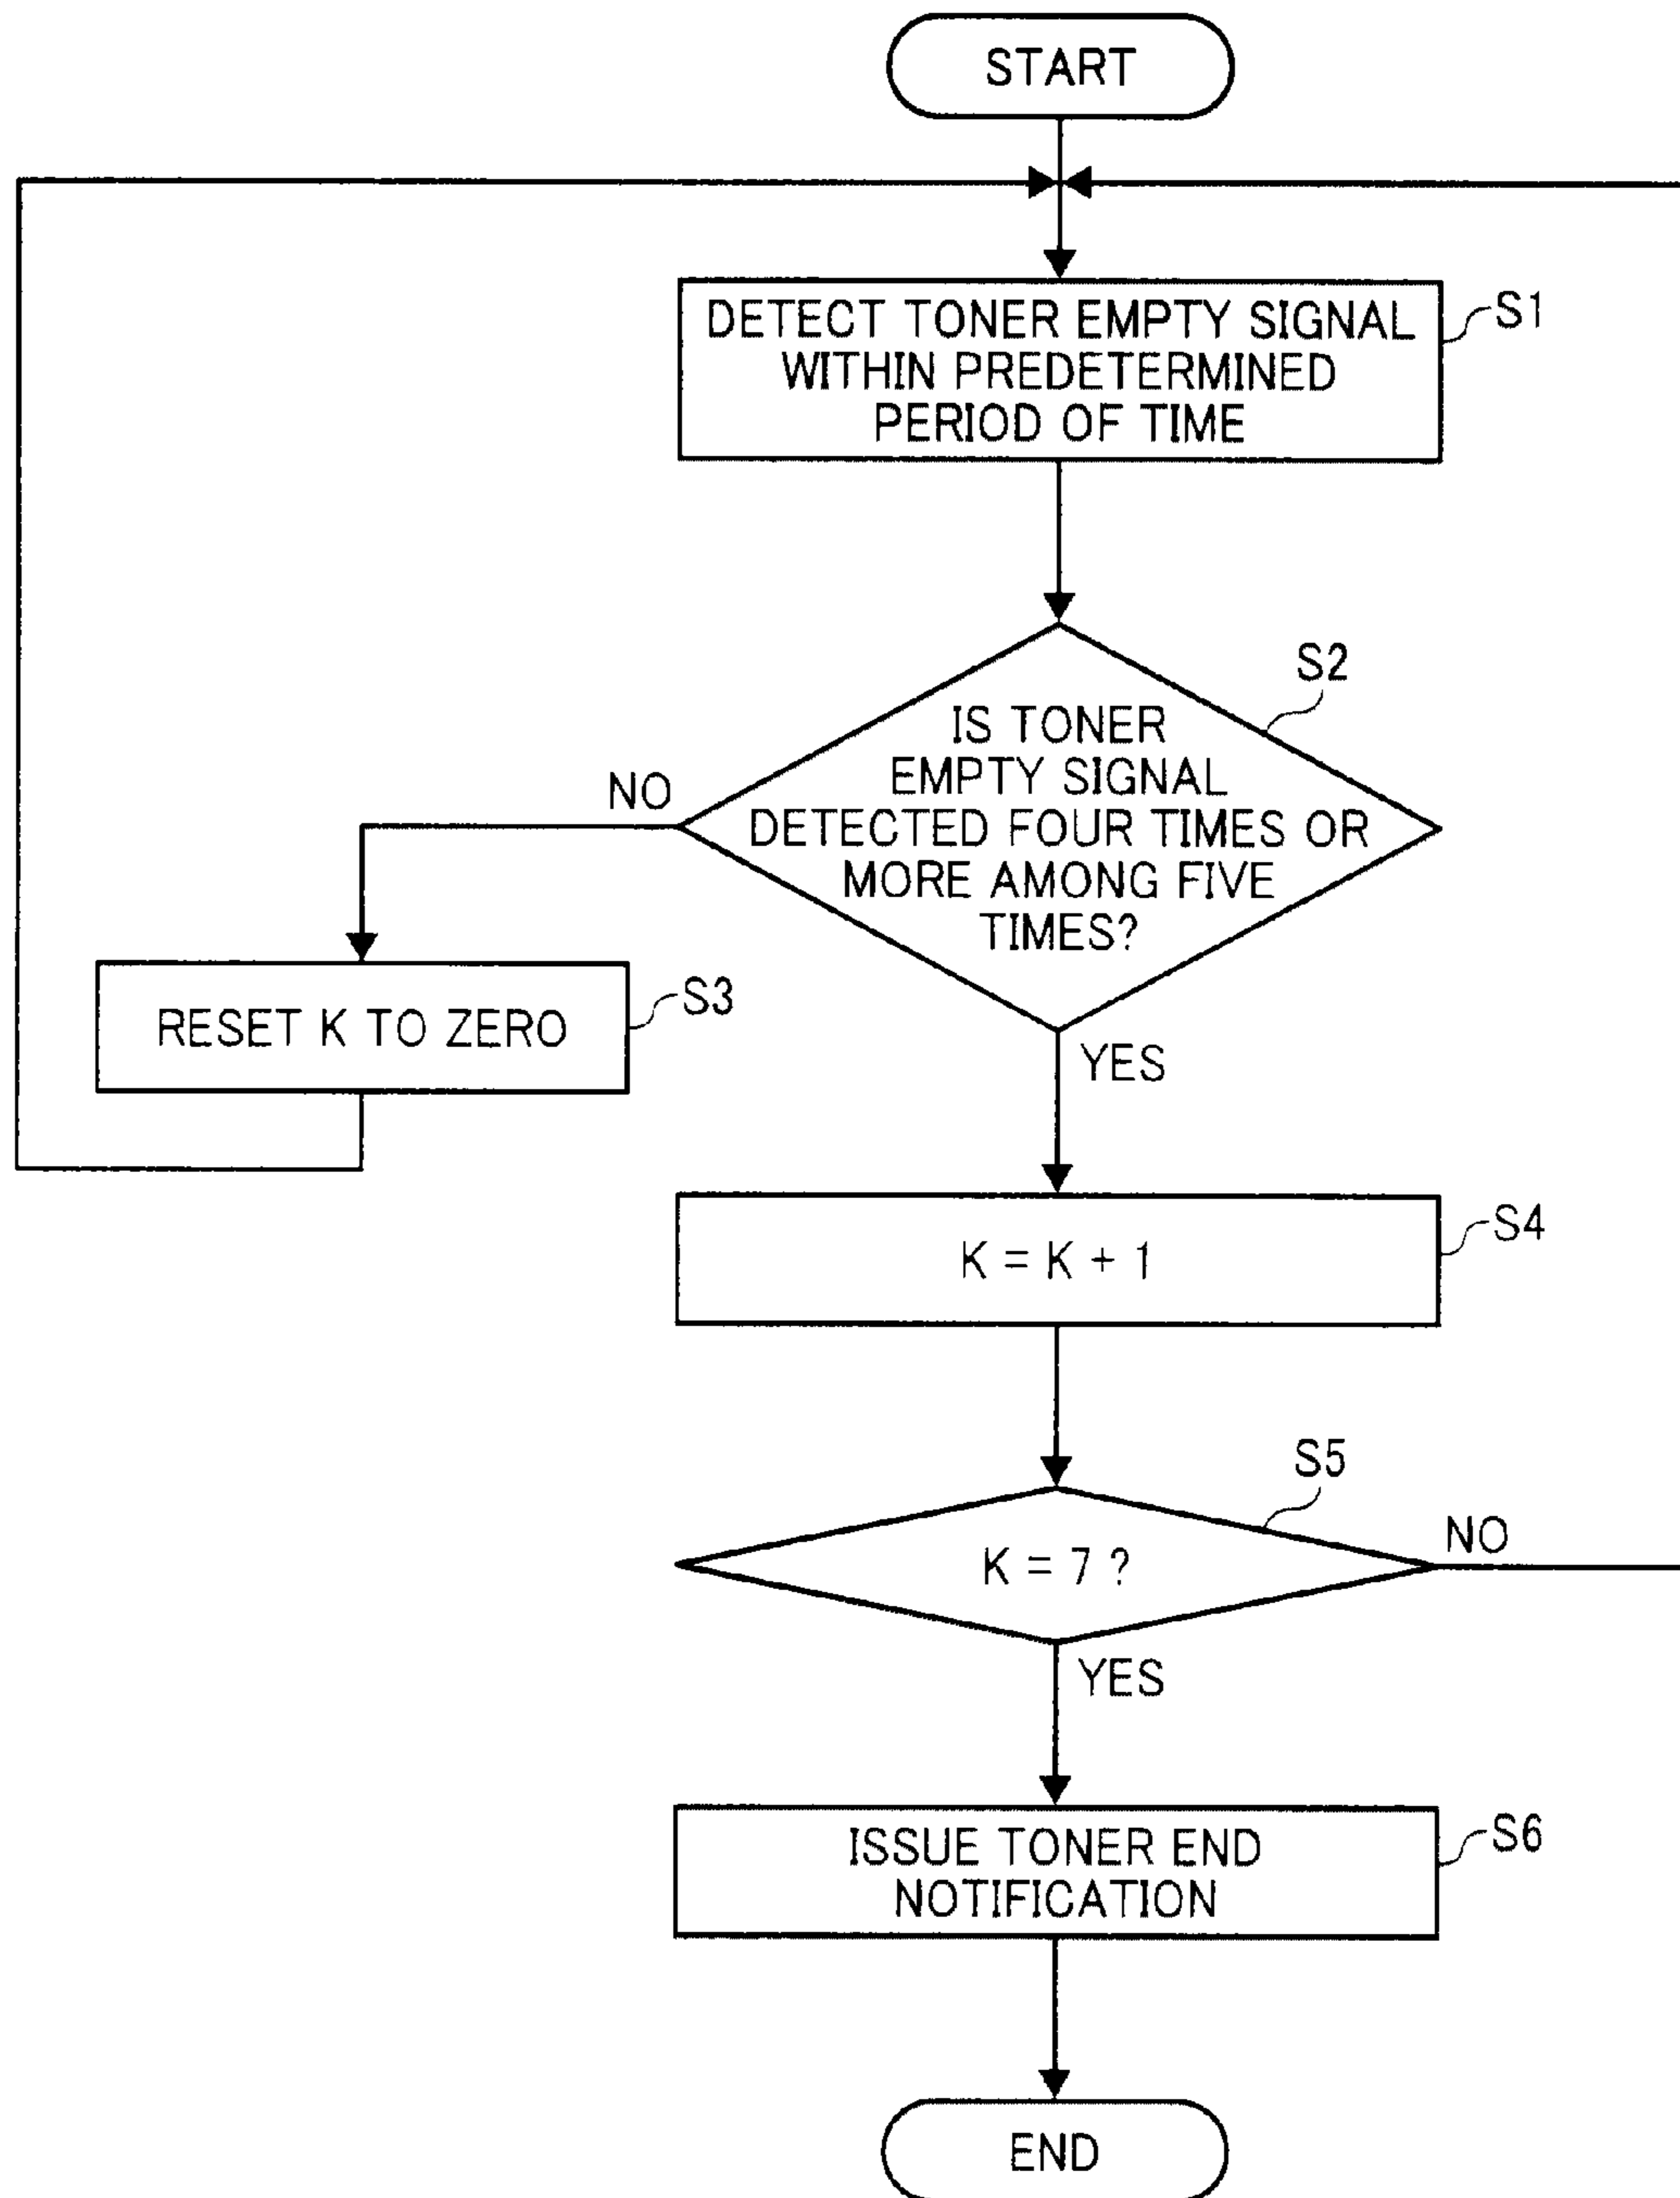 START
DETECT TONER EMPTY SIGNAL
WITHIN PREDETERMINED
PERIOD OF TIME
S1
IS TONER
EMPTY SIGNAL
DETECTED FOUR TIMES OR
MORE AMONG FIVE
TIMES?
S2
NO
RESET K TO ZERO
S3
YES
K = K + 1
S4
K = 7 ?
S5
NO
YES
ISSUE TONER END
NOTIFICATION
S6
END